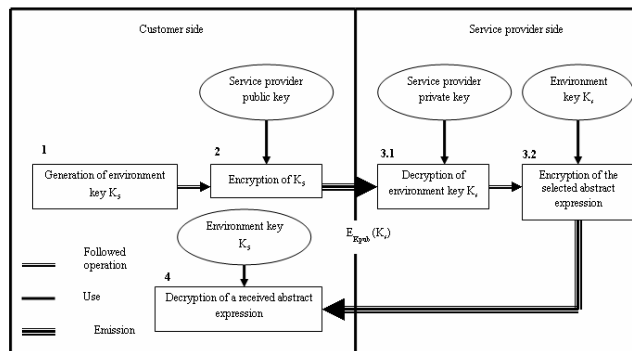 Customer side
Service provider side
Service provider
public key
Service provider
private key
Environment
key Ks
1
2
3.1
3.2
Generation of environment
key Ks
Encryption of Ks
Decryption of
environment key Ks
Encryption of the
selected abstract
expression
Environment key
Ks
EKpub (Ks)
4
Decryption of a received abstract
expression
Followed
operation
Use
Emission